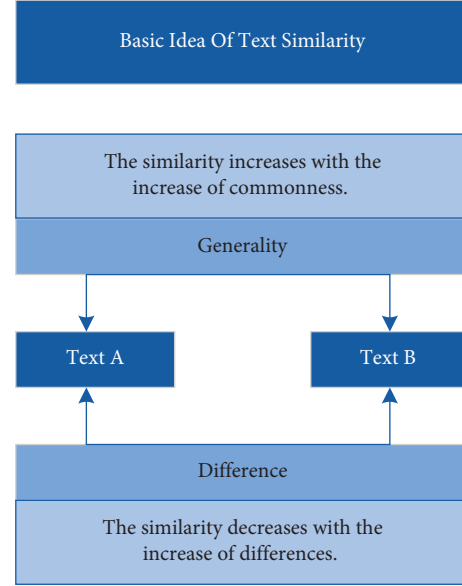 Basic Idea Of Text Similarity
The similarity increases with the
increase of commonness.
Generality
Text A
Text B
Difference
The similarity decreases with the
increase of differences.